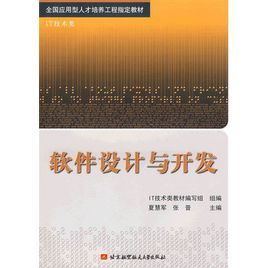 全国应用型人才培养工程指定教材
IT技术类
软件设计与开发
IT技术类教材编写组 组编
夏慧军 张蕾 主编
北京航空航天大学出版社